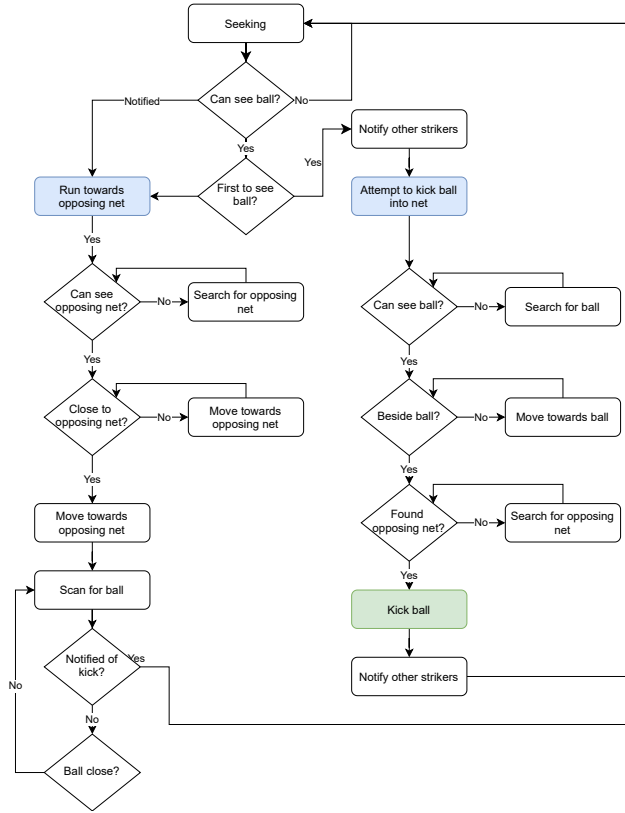 Seeking
Can see ball?
No
Notified
Notify other strikers
Yes
Yes
Run towards
opposing net
First to see
ball?
Attempt to kick ball
into net
Yes
Can see
opposing net?
No
Search for opposing
net
Can see ball?
No
Search for ball
Yes
Yes
Close to
opposing net?
No
Move towards
opposing net
Beside ball?
No
Move towards ball
Yes
Yes
Move towards
opposing net
Found
opposing net?
No
Search for opposing
net
Yes
Scan for ball
Kick ball
Notified of
kick?
Yes
Notify other strikers
No
No
Ball close?